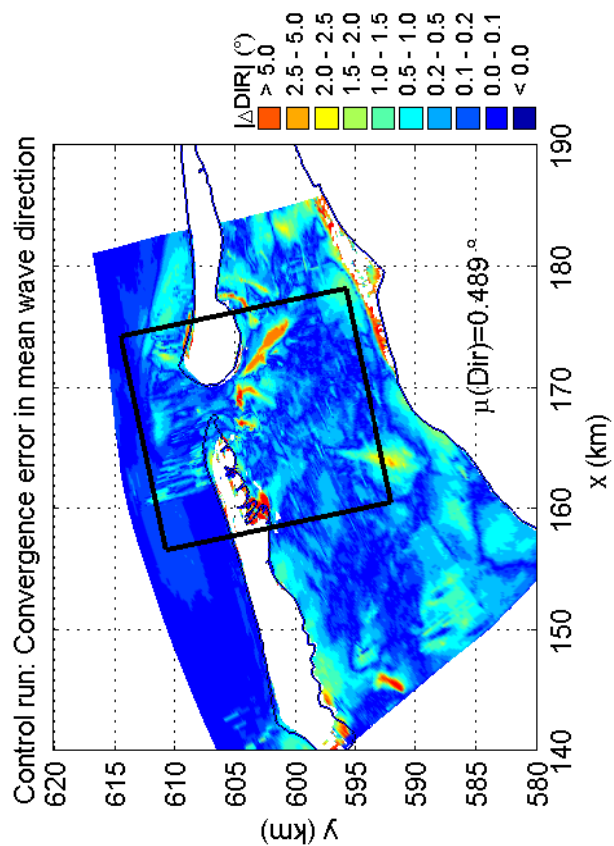 Control run: Convergence error in mean wave direction
620
615
610
605
600
595
590
585
580
y (km)
140
150
160
170
180
190
x (km)
μ(Dir)=0.489 °
|△DIR| (°)
> 5.0
2.5 - 5.0
2.0 - 2.5
1.5 - 2.0
1.0 - 1.5
0.5 - 1.0
0.2 - 0.5
0.1 - 0.2
0.0 - 0.1
< 0.0